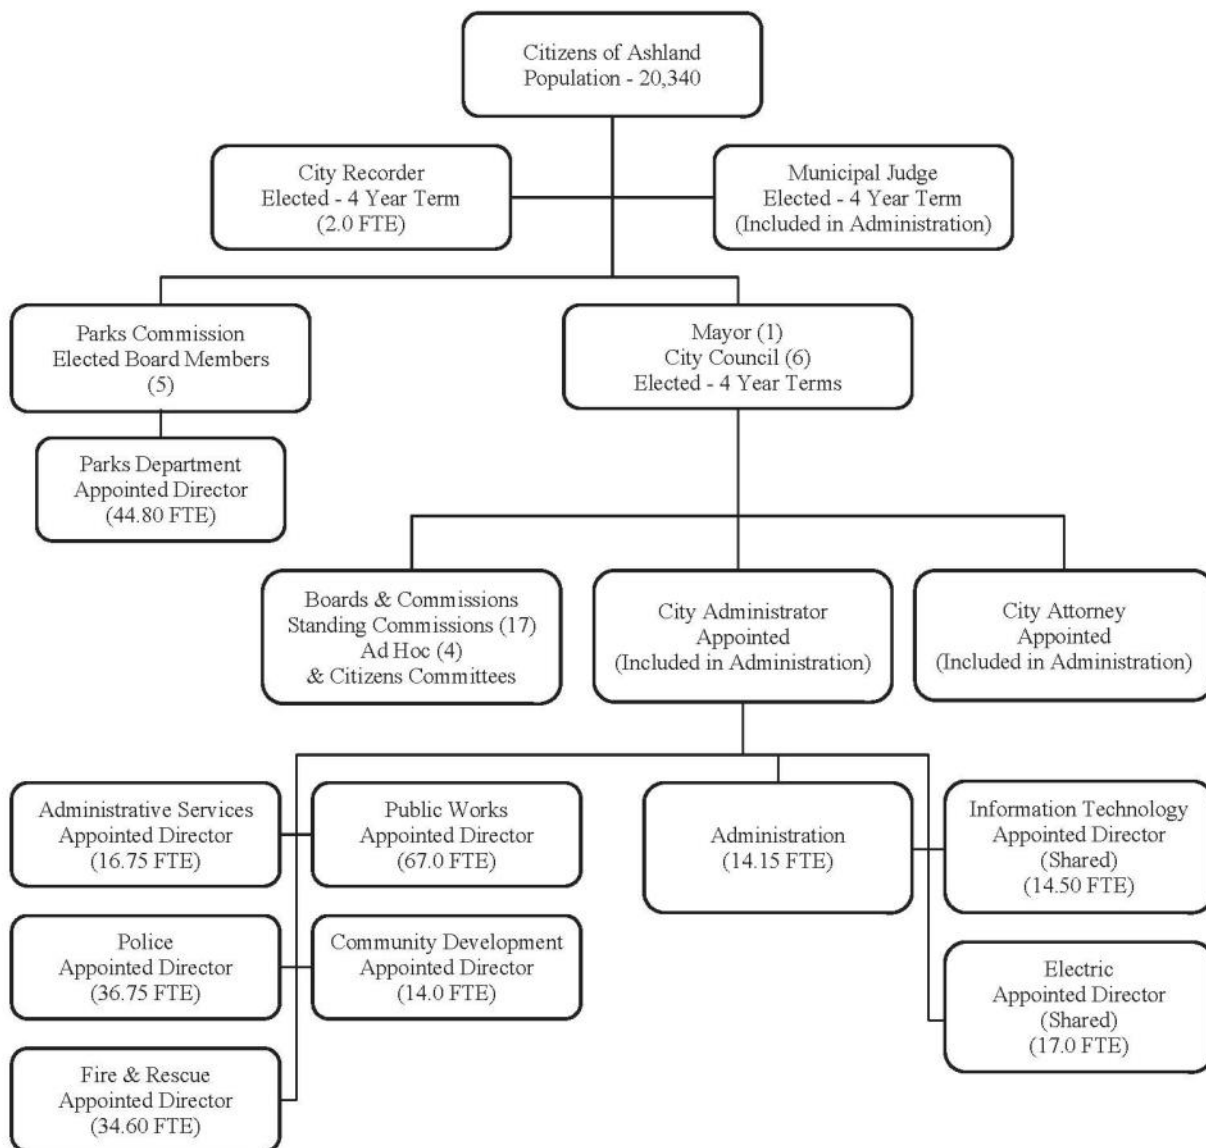 Citizens of Ashland
Population - 20,340
City Recorder
Elected - 4 Year Term
(2.0 FTE)
Municipal Judge
Elected - 4 Year Term
(Included in Administration)
Parks Commission
Elected Board Members
(5)
Mayor (1)
City Council (6)
Elected - 4 Year Terms
Parks Department
Appointed Director
(44.80 FTE)
Boards & Commissions
Standing Commissions (17)
Ad Hoc (4)
& Citizens Committees
City Administrator
Appointed
(Included in Administration)
City Attorney
Appointed
(Included in Administration)
Administrative Services
Appointed Director
(16.75 FTE)
Public Works
Appointed Director
(67.0 FTE)
Administration
(14.15 FTE)
Information Technology
Appointed Director
(Shared)
(14.50 FTE)
Police
Appointed Director
(36.75 FTE)
Community Development
Appointed Director
(14.0 FTE)
Electric
Appointed Director
(Shared)
(17.0 FTE)
Fire & Rescue
Appointed Director
(34.60 FTE)